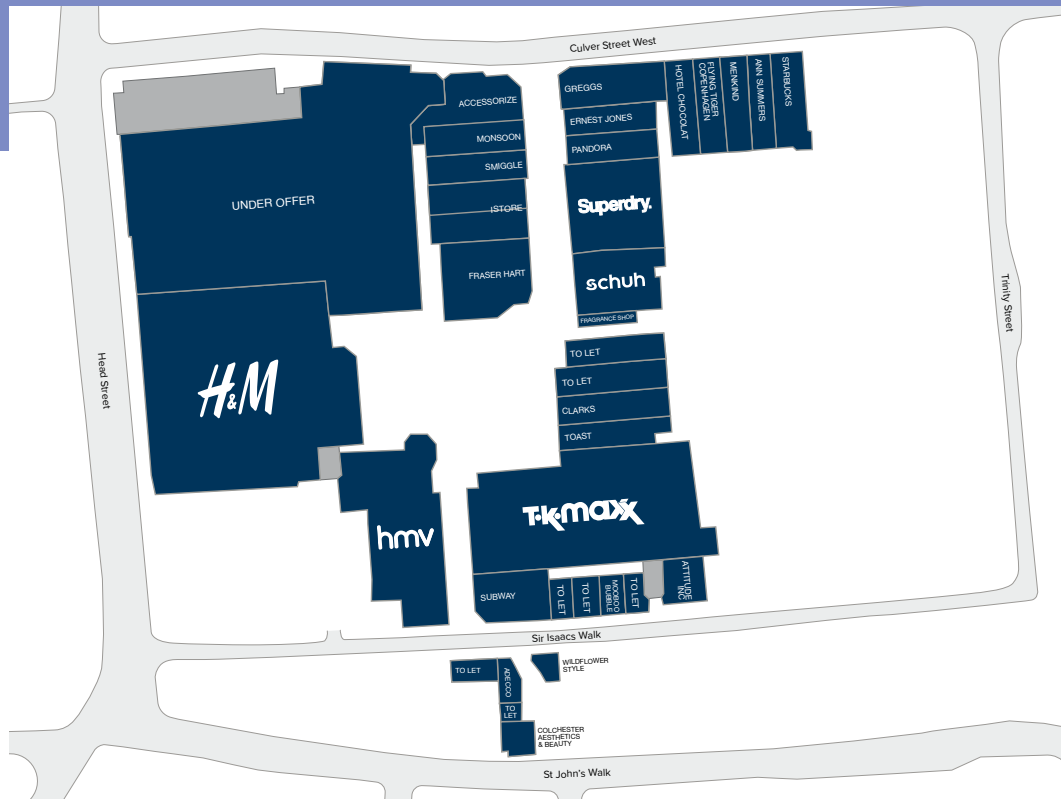 Culver Street West
GREGGS
HOTEL CHOCOLAT
FLYING TIGER
COPENHAGEN
MENKIND
ANN SUMMERS
STARBUCKS
ACCESSORIZE
ERNEST JONES
MONSOON
PANDORA
SMIGGLE
UNDER OFFER
ISTORE
Superdry.
FRASER HART
schuh
FRAGRANCE SHOP
Trinity Street
Head Street
TO LET
TO LET
H&M
CLARKS
TOAST
T·K·maxx
hmv
SUBWAY
TO LET
TO LET
MOOBOO
BUBBLE
TO LET
ATTITUDE
INC
Sir Isaacs Walk
TO LET
ADECCO
WILDFLOWER
STYLE
TO
LET
COLCHESTER
AESTHETICS
& BEAUTY
St John's Walk